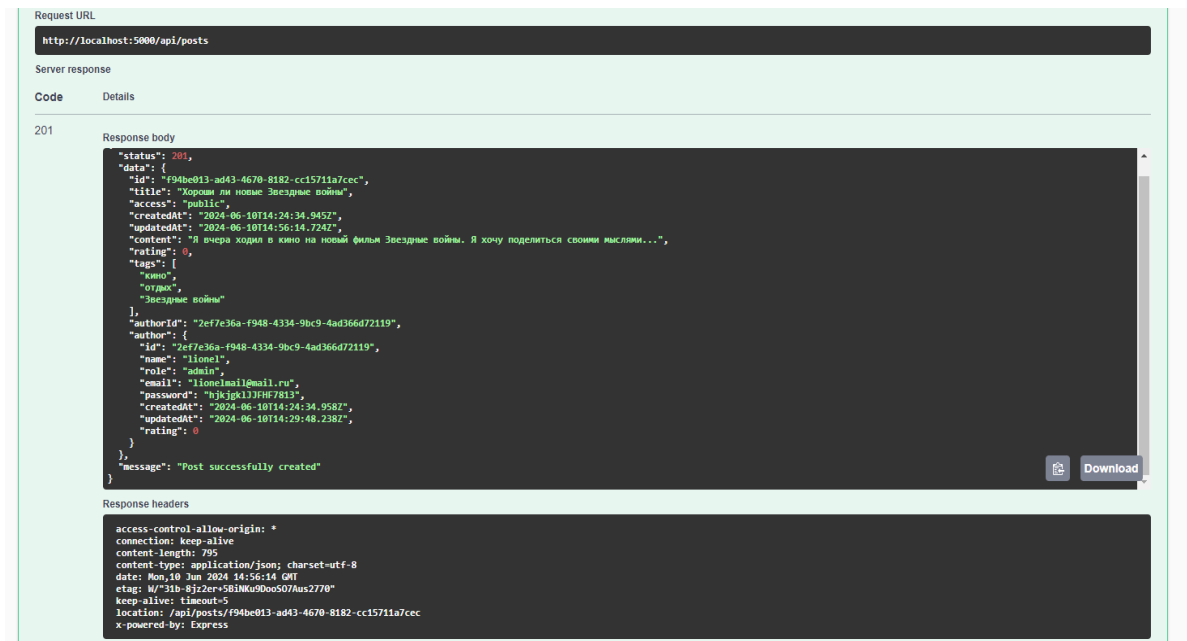 Request URL
http://localhost:5000/api/posts
Server response
Code Details
201
Response body
"status": 201,
"data": {
"id": "f94be013-ad43-4670-8182-cc15711a7cec",
"title": "Хороши ли новые Звездные войны",
"access": "public",
"createdAt": "2024-06-10T14:24:34.945Z",
"updatedAt": "2024-06-10T14:56:14.724Z",
"content": "Я вчера ходил в кино на новый фильм Звездные войны. Я хочу поделиться своими мыслями...",
"rating": 0,
"tags": [
"кино",
"отдых",
"Звездные войны"
],
"authorId": "2ef7e36a-f948-4334-9bc9-4ad366d72119",
"author": {
"id": "2ef7e36a-f948-4334-9bc9-4ad366d72119",
"name": "lionel",
"role": "admin",
"email": "lionelmail@mail.ru",
"password": "hjkjgklJJFHF7813",
"createdAt": "2024-06-10T14:24:34.958Z",
"updatedAt": "2024-06-10T14:29:48.238Z",
"rating": 0
}
},
"message": "Post successfully created"
}
Download
Response headers
access-control-allow-origin: *
connection: keep-alive
content-length: 795
content-type: application/json; charset=utf-8
date: Mon,10 Jun 2024 14:56:14 GMT
etag: W/"31b-8jz2er+5BiNKu9DooSO7Aus2770"
keep-alive: timeout=5
location: /api/posts/f94be013-ad43-4670-8182-cc15711a7cec
x-powered-by: Express